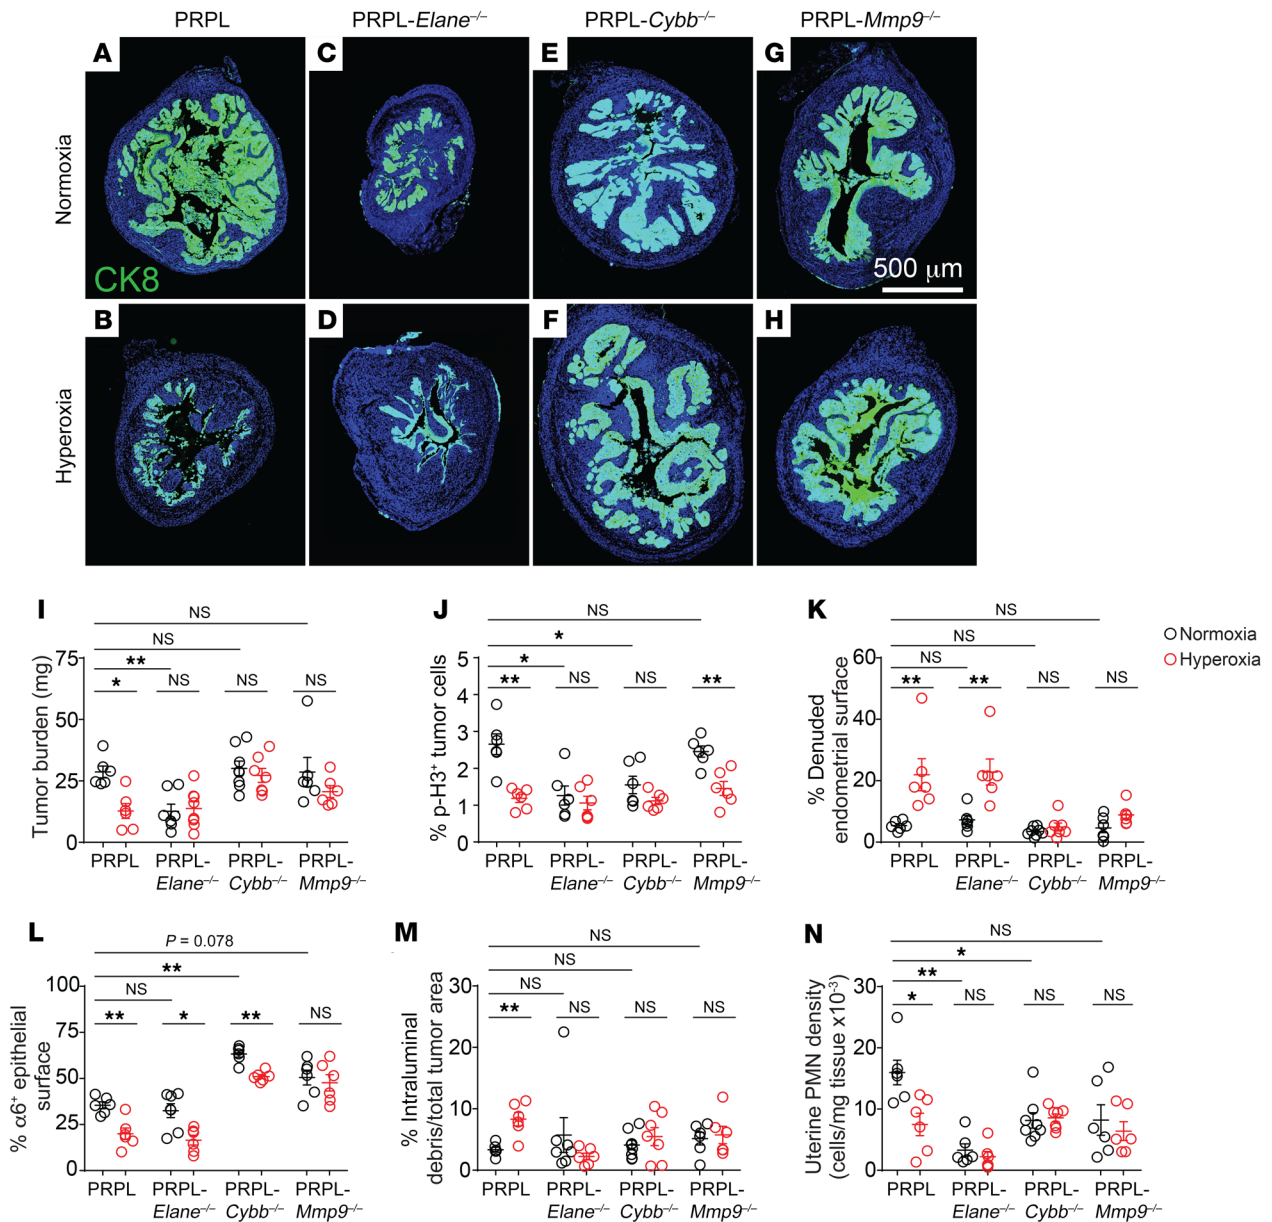 PRPL
PRPL-Elane–/–
PRPL-Cybb–/–
PRPL-Mmp9–/–
Normoxia
A
CK8
C
E
G
500 μm
Hyperoxia
B
D
F
H
I
Tumor burden (mg)
75
50
25
0
NS
NS
**
*
NS
NS
NS
PRPL
PRPL-
Elane–/–
PRPL-
Cybb–/–
PRPL-
Mmp9–/–
J
% p-H3+ tumor cells
5
4
3
2
1
0
NS
*
*
**
NS
NS
**
PRPL
PRPL-
Elane–/–
PRPL-
Cybb–/–
PRPL-
Mmp9–/–
K
% Denuded
endometrial surface
60
40
20
0
NS
NS
NS
**
**
NS
NS
PRPL
PRPL-
Elane–/–
PRPL-
Cybb–/–
PRPL-
Mmp9–/–
Normoxia
Hyperoxia
L
% α6+ epithelial
surface
100
75
50
25
0
P = 0.078
**
NS
**
*
**
NS
PRPL
PRPL-
Elane–/–
PRPL-
Cybb–/–
PRPL-
Mmp9–/–
M
% Intraluminal
debris/total tumor area
30
20
10
0
NS
NS
NS
**
NS
NS
NS
PRPL
PRPL-
Elane–/–
PRPL-
Cybb–/–
PRPL-
Mmp9–/–
N
Uterine PMN density
(cells/mg tissue x10-3)
30
20
10
0
NS
*
**
*
NS
NS
NS
PRPL
PRPL-
Elane–/–
PRPL-
Cybb–/–
PRPL-
Mmp9–/–